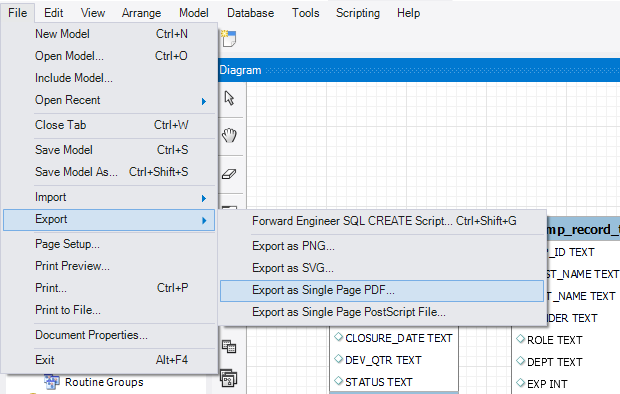 File Edit View Arrange Model Database Tools Scripting Help
New Model Ctrl+N
Open Model... Ctrl+O
Include Model...
Open Recent
Close Tab Ctrl+W
Save Model Ctrl+S
Save Model As... Ctrl+Shift+S
Import
Export
Page Setup...
Print Preview...
Print... Ctrl+P
Print to File...
Document Properties...
Exit Alt+F4
Forward Engineer SQL CREATE Script... Ctrl+Shift+G
Export as PNG...
Export as SVG...
Export as Single Page PDF...
Export as Single Page PostScript File...
Diagram
CLOSURE_DATE TEXT
DEV_QTR TEXT
STATUS TEXT
mp_record_t
_ID TEXT
ST_NAME TEXT
T_NAME TEXT
DER TEXT
ROLE TEXT
DEPT TEXT
EXP INT
Routine Groups